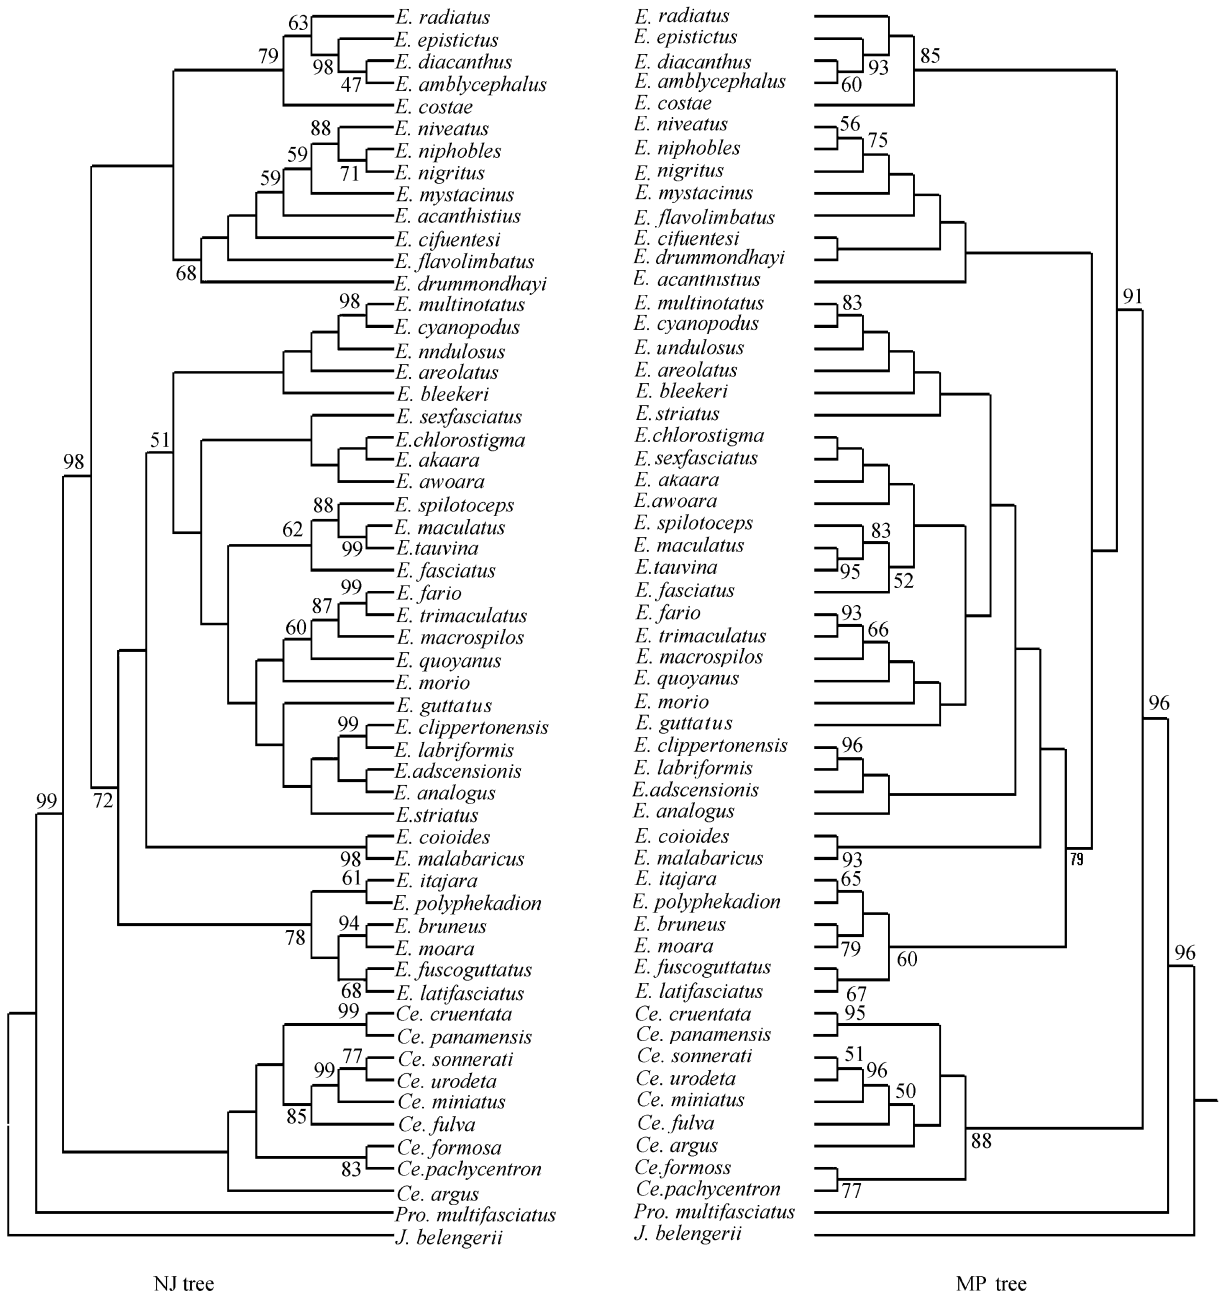 E. radiatus
E. epistictus
E. diacanthus
E. amblycephalus
E. costae
E. niveatus
E. niphobles
E. nigritus
E. mystacinus
E. acanthistius
E. cifuentesi
E. flavolimbatus
E. drummondhayi
E. multinotatus
E. cyanopodus
E. nndulosus
E. areolatus
E. bleekeri
E. sexfasciatus
E.chlorostigma
E. akaara
E. awoara
E. spilotoceps
E. maculatus
E.tauvina
E. fasciatus
E. fario
E. trimaculatus
E. macrospilos
E. quoyanus
E. morio
E. guttatus
E. clippertonensis
E. labriformis
E.adscensionis
E. analogus
E.striatus
E. coioides
E. malabaricus
E. itajara
E. polyphekadion
E. bruneus
E. moara
E. fuscoguttatus
E. latifasciatus
Ce. cruentata
Ce. panamensis
Ce. sonnerati
Ce. urodeta
Ce. miniatus
Ce. fulva
Ce. formosa
Ce.pachycentron
Ce. argus
Pro. multifasciatus
J. belengerii
63
79
98
47
88
59
71
59
68
98
51
98
88
62
99
99
87
60
99
99
72
98
61
94
78
68
99
77
99
85
83
NJ tree
E. radiatus
E. epistictus
E. diacanthus
E. amblycephalus
E. costae
E. niveatus
E. niphobles
E. nigritus
E. mystacinus
E. flavolimbatus
E. cifuentesi
E. drummondhayi
E. acanthistius
E. multinotatus
E. cyanopodus
E. undulosus
E. areolatus
E. bleekeri
E.striatus
E.chlorostigma
E. sexfasciatus
E. akaara
E.awoara
E. spilotoceps
E. maculatus
E.tauvina
E. fasciatus
E. fario
E. trimaculatus
E. macrospilos
E. quoyanus
E. morio
E. guttatus
E. clippertonensis
E. labriformis
E.adscensionis
E. analogus
E. coioides
E. malabaricus
E. itajara
E. polyphekadion
E. bruneus
E. moara
E. fuscoguttatus
E. latifasciatus
Ce. cruentata
Ce. panamensis
Ce. sonnerati
Ce. urodeta
Ce. miniatus
Ce. fulva
Ce. argus
Ce.formoss
Ce.pachycentron
Pro. multifasciatus
J. belengerii
85
93
60
56
75
91
83
83
95
52
93
66
96
96
79
93
65
79
60
96
67
95
51
96
50
88
77
MP tree